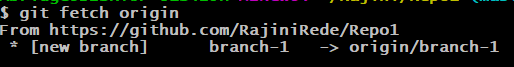 $ git fetch origin
From https://github.com/RajiniRede/Repo1
 * [new branch]      branch-1   -> origin/branch-1